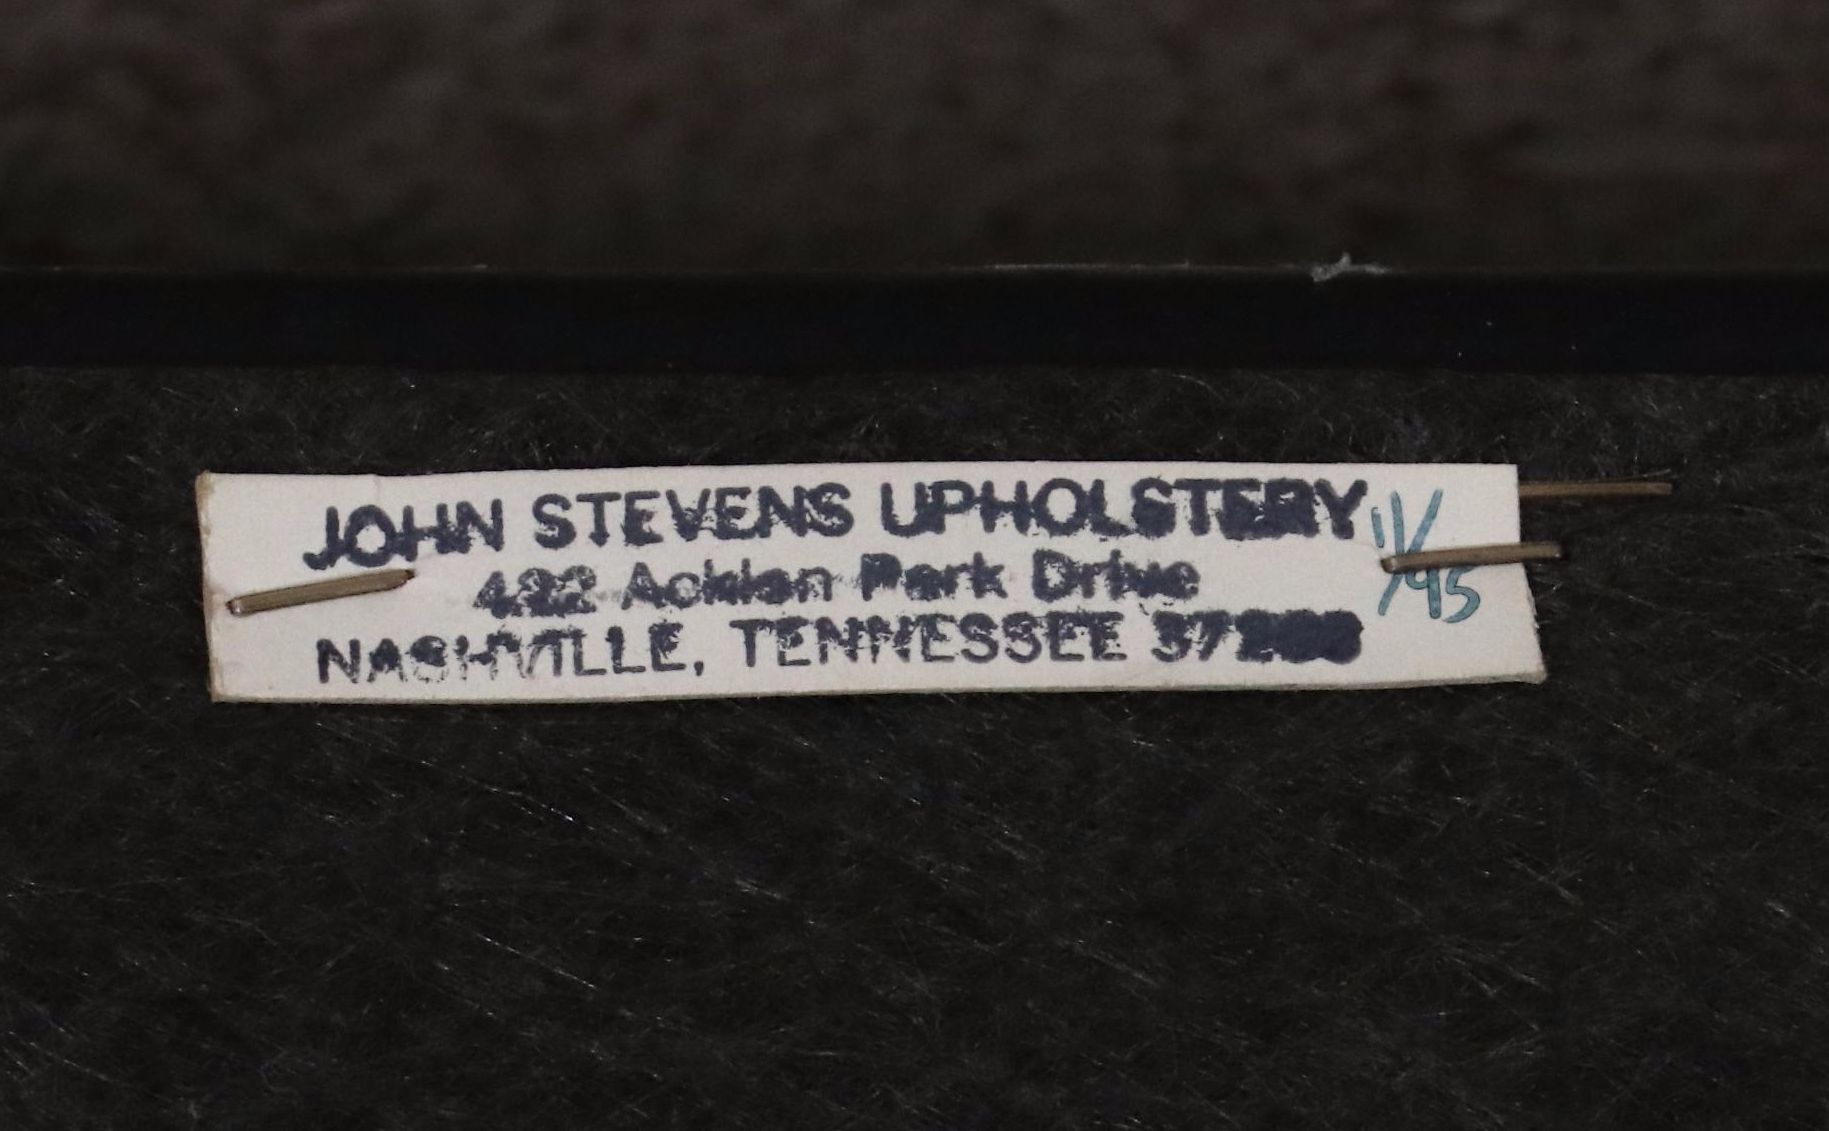 JOHN STEVENS UPHOLSTERY
422 Acklen Park Drive
NASHVILLE, TENNESSEE
11/95